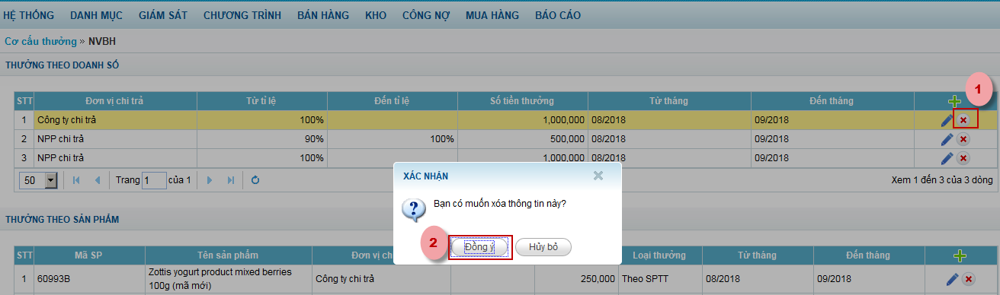 HỆ THỐNG DANH MỤC GIÁM SÁT CHƯƠNG TRÌNH BÁN HÀNG KHO CÔNG NỢ MUA HÀNG BÁO CÁO
Cơ cấu thưởng » NVBH
THƯỞNG THEO DOANH SỐ
1
STT Đơn vị chi trả Từ tỉ lệ Đến tỉ lệ Số tiền thưởng Từ tháng Đến tháng
1 Công ty chi trả 100% 1,000,000 08/2018 09/2018
2 NPP chi trả 90% 100% 500,000 08/2018 09/2018
3 NPP chi trả 100% 1,000,000 08/2018 09/2018
50 Trang 1 của 1 Xem 1 đến 3 của 3 dòng
XÁC NHẬN
Bạn có muốn xóa thông tin này?
2 Đồng ý Hủy bỏ
THƯỞNG THEO SẢN PHẨM
STT Mã SP Tên sản phẩm Đơn vị ch Loại thưởng Từ tháng Đến tháng
1 60993B Zottis yogurt product mixed berries
100g (mã mới) Công ty chi trả 250,000 Theo SPTT 08/2018 09/2018